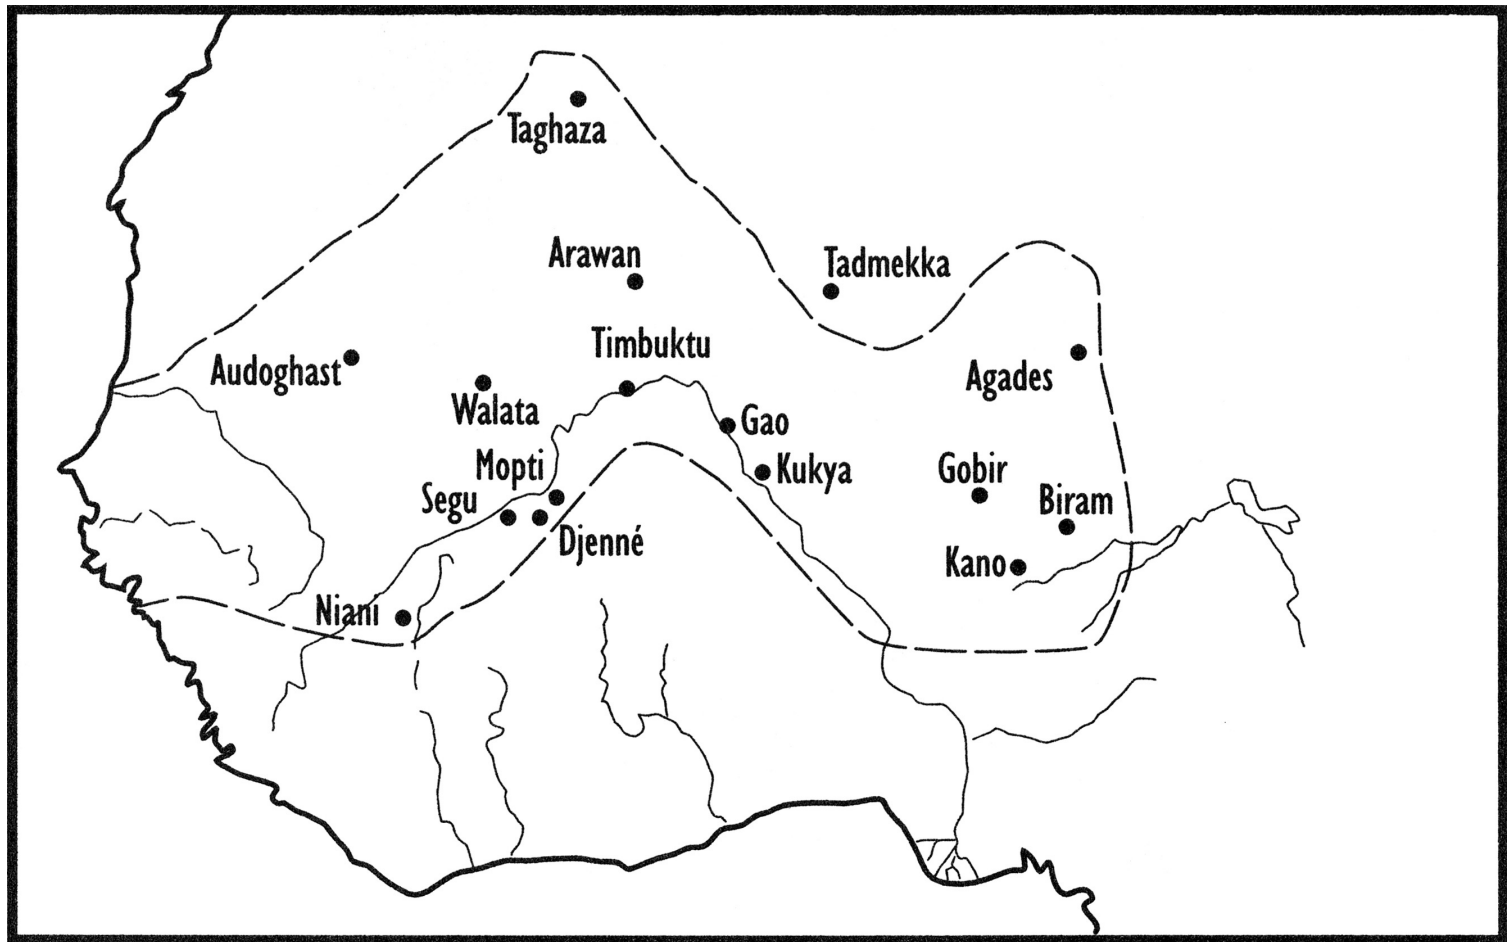 Taghaza
Arawan
Tadmekka
Timbuktu
Audoghast
Agades
Walata
Gao
Mopti
Kukya
Gobir
Segu
Biram
Djenné
Kano
Niani